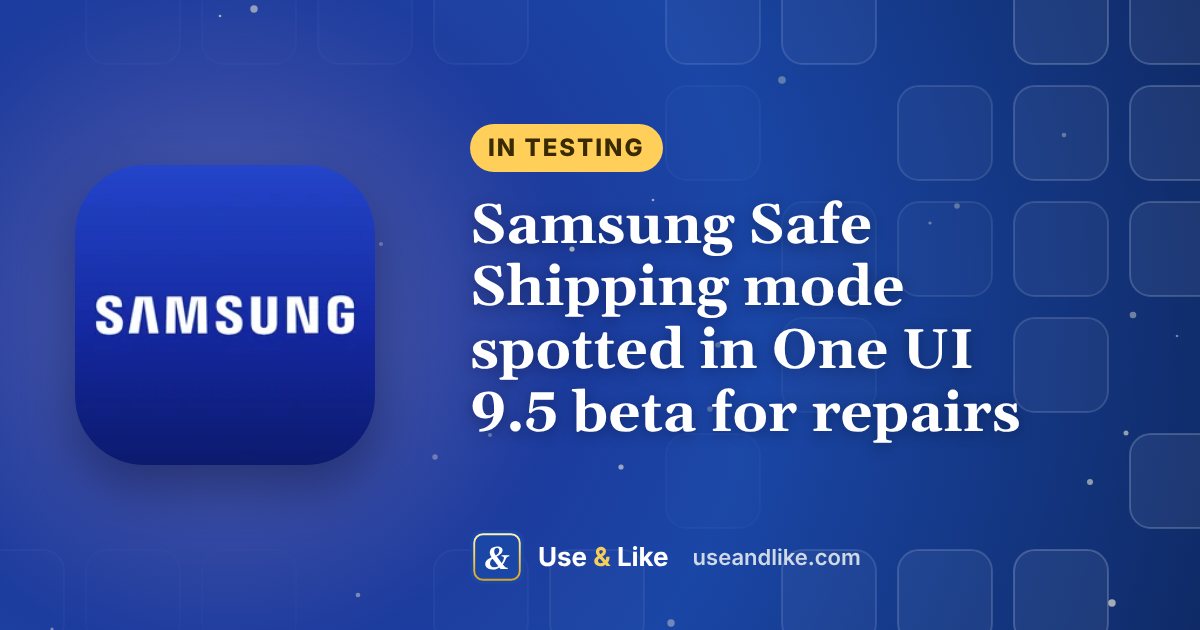 SAMSUNG
IN TESTING
Samsung Safe
Shipping mode
spotted in One UI
9.5 beta for repairs
& Use & Like useandlike.com